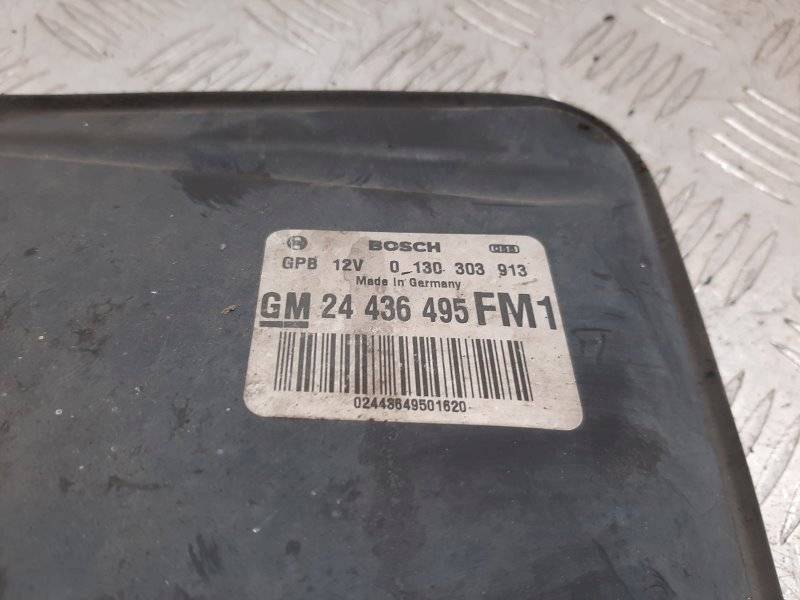 BOSCH
GPB 12V 0 130 303 913
Made in Germany
GM 24 436 495 FM1
02443649501620